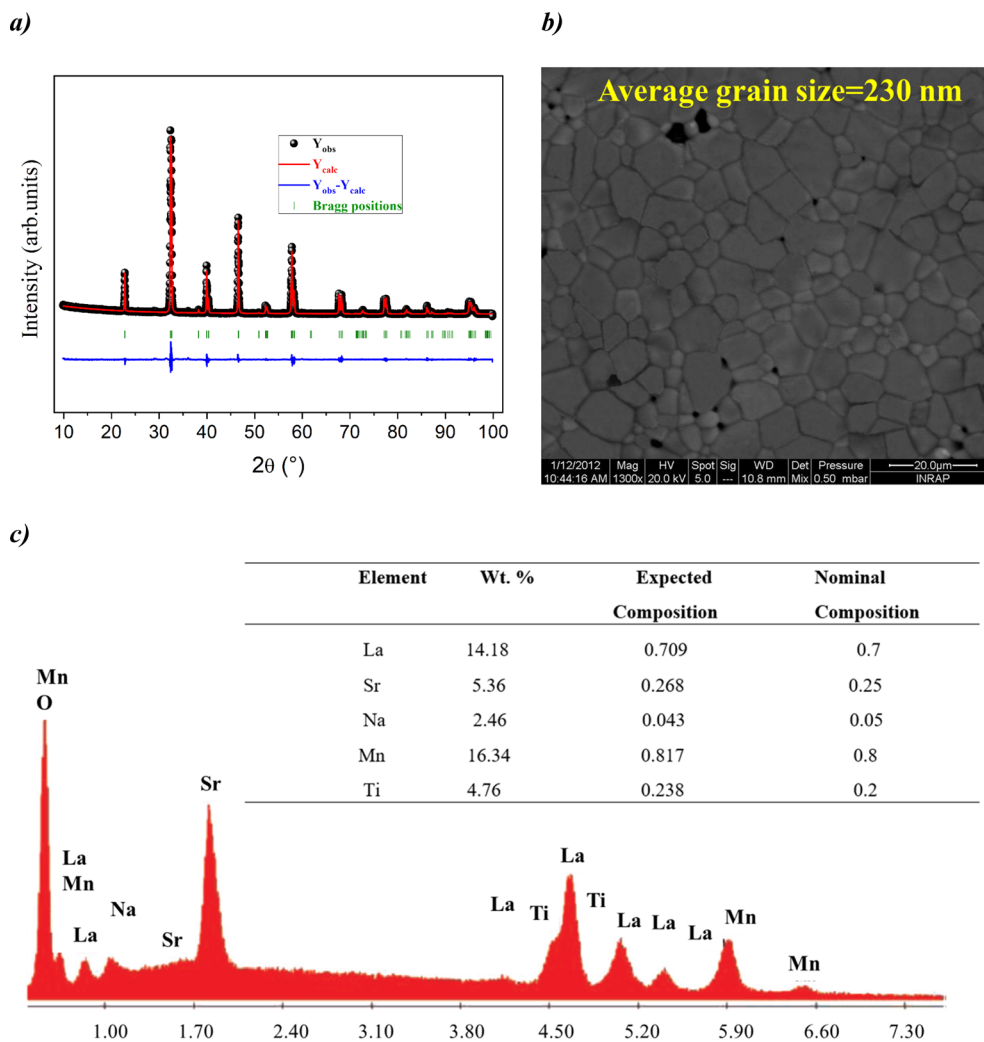 a)
b)
Intensity (arb.units)
Yobs
Ycalc
Yobs-Ycalc
Bragg positions
10 20 30 40 50 60 70 80 90 100
2θ (°)
Average grain size=230 nm
1/12/2012 Mag HV Spot Sig WD Det Pressure 20.0μm
10:44:16 AM 1300x 20.0 kV 5.0 --- 10.8 mm Mix 0.50 mbar INRAP
c)
Element Wt. % Expected Nominal
Composition Composition
La 14.18 0.709 0.7
Sr 5.36 0.268 0.25
Na 2.46 0.043 0.05
Mn 16.34 0.817 0.8
Ti 4.76 0.238 0.2
Mn
O
La
Mn
La
Na
Sr
Sr
La
Ti
La
Ti
La
La
La
Mn
Mn
1.00 1.70 2.40 3.10 3.80 4.50 5.20 5.90 6.60 7.30